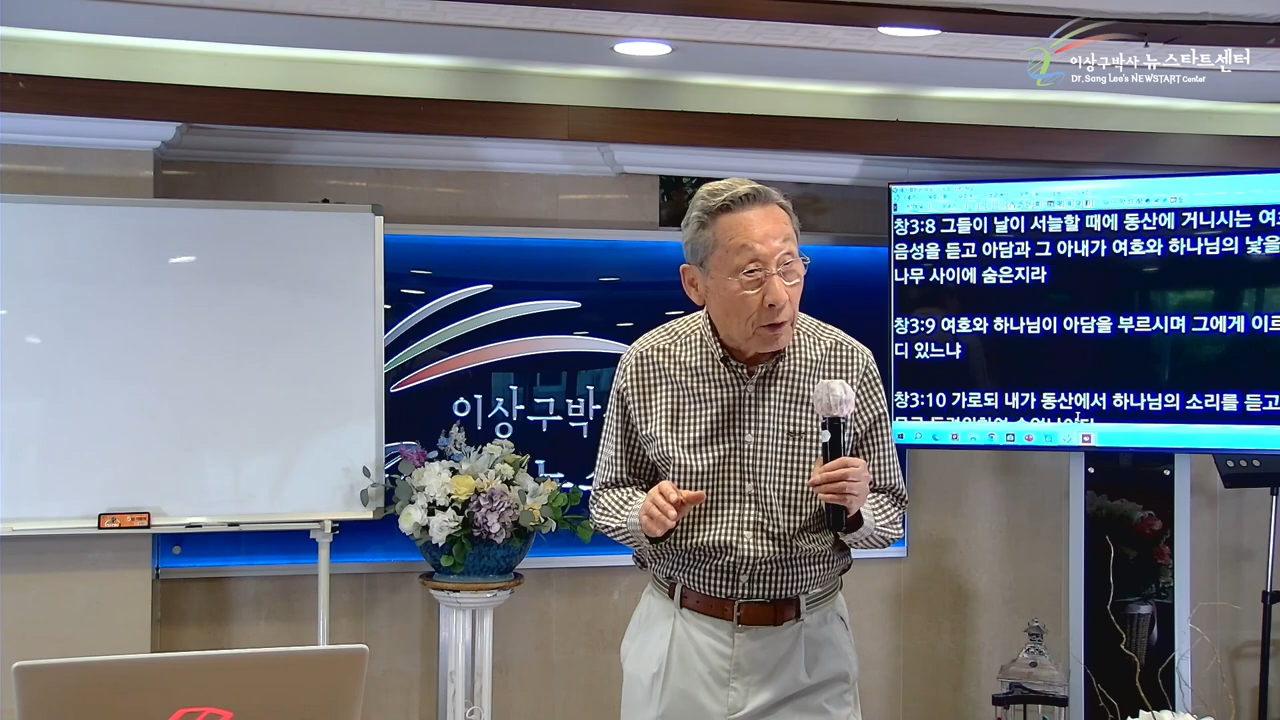 이상구박사 뉴스타트센터
Dr. Sang Lee's NEWSTART Center
창3:8 그들이 날이 서늘할 때에 동산에 거니시는
음성을 듣고 아담과 그 아내가 여호와 하나님의 낯을
나무 사이에 숨은지라
창3:9 여호와 하나님이 아담을 부르시며 그에게
디 있느냐
창3:10 가로되 내가 동산에서 하나님의 소리를 듣고
이상구박